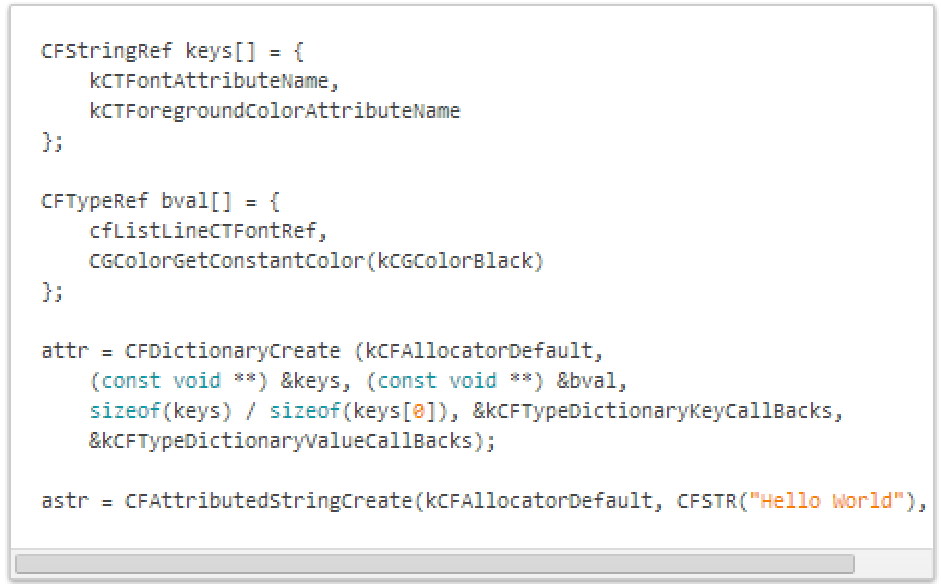 CFStringRef keys[] = {
    kCTFontAttributeName,
    kCTForegroundColorAttributeName
};

CFTypeRef bval[] = {
    cfListLineCTFontRef,
    CGColorGetConstantColor(kCGColorBlack)
};

attr = CFDictionaryCreate (kCFAllocatorDefault,
    (const void **) &keys, (const void **) &bval,
    sizeof(keys) / sizeof(keys[0]), &kCFTypeDictionaryKeyCallBacks,
    &kCFTypeDictionaryValueCallBacks);

astr = CFAttributedStringCreate(kCFAllocatorDefault, CFSTR("Hello World"),